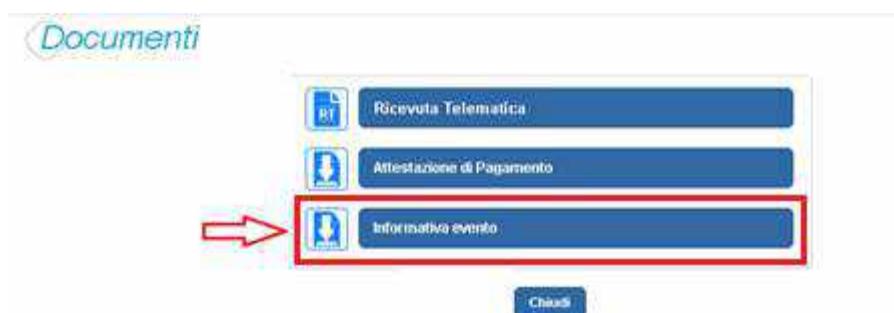 Documenti
RT
Ricevuta Telematica
Attestazione di Pagamento
Informativa evento
Chiudi